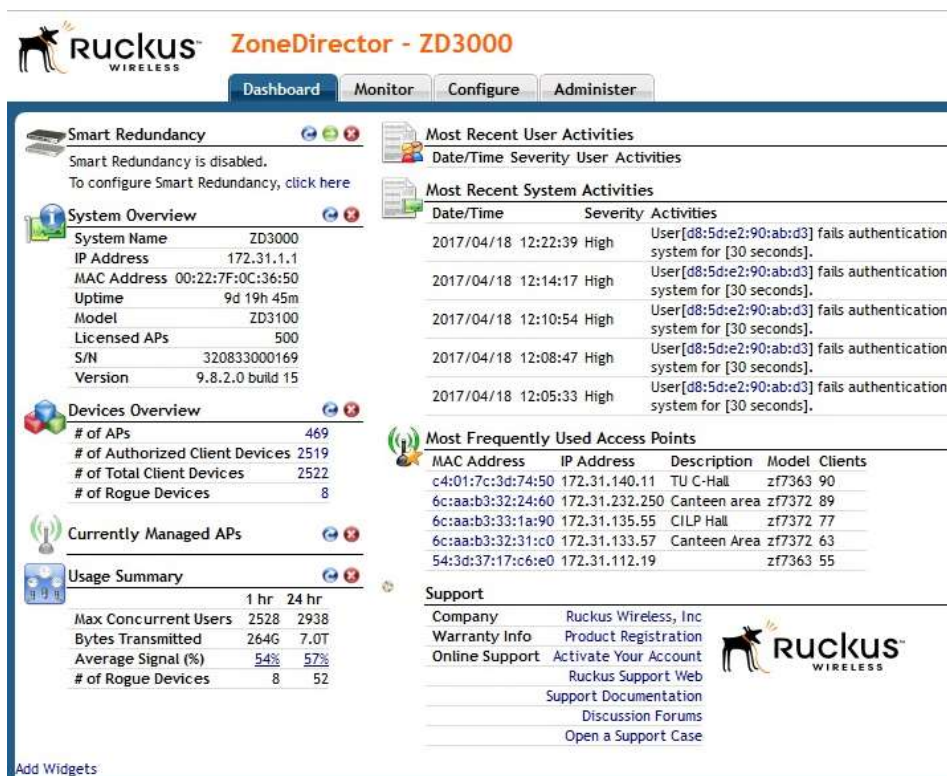 RUCKUS
WIRELESS
ZoneDirector - ZD3000
Dashboard Monitor Configure Administer
Smart Redundancy
Smart Redundancy is disabled.
To configure Smart Redundancy, click here
System Overview
System Name ZD3000
IP Address 172.31.1.1
MAC Address 00:22:7F:0C:36:50
Uptime 9d 19h 45m
Model ZD3100
Licensed APs 500
S/N 320833000169
Version 9.8.2.0 build 15
Devices Overview
# of APs 469
# of Authorized Client Devices 2519
# of Total Client Devices 2522
# of Rogue Devices 8
Currently Managed APs
Usage Summary
1 hr 24 hr
Max Concurrent Users 2528 2938
Bytes Transmitted 264G 7.0T
Average Signal (%) 54% 57%
# of Rogue Devices 8 52
Add Widgets
Most Recent User Activities
Date/Time Severity User Activities
Most Recent System Activities
Date/Time Severity Activities
2017/04/18 12:22:39 High User[d8:5d:e2:90:ab:d3] fails authentication
system for [30 seconds].
2017/04/18 12:14:17 High User[d8:5d:e2:90:ab:d3] fails authentication
system for [30 seconds].
2017/04/18 12:10:54 High User[d8:5d:e2:90:ab:d3] fails authentication
system for [30 seconds].
2017/04/18 12:08:47 High User[d8:5d:e2:90:ab:d3] fails authentication
system for [30 seconds].
2017/04/18 12:05:33 High User[d8:5d:e2:90:ab:d3] fails authentication
system for [30 seconds].
Most Frequently Used Access Points
MAC Address IP Address Description Model Clients
c4:01:7c:3d:74:50 172.31.140.11 TU C-Hall zf7363 90
6c:aa:b3:32:24:60 172.31.232.250 Canteen area zf7372 89
6c:aa:b3:33:1a:90 172.31.135.55 CILP Hall zf7372 77
6c:aa:b3:32:31:c0 172.31.133.57 Canteen Area zf7372 63
54:3d:37:17:c6:e0 172.31.112.19 zf7363 55
Support
Company Ruckus Wireless, Inc
Warranty Info Product Registration
Online Support Activate Your Account
Ruckus Support Web
Support Documentation
Discussion Forums
Open a Support Case
RUCKUS
WIRELESS